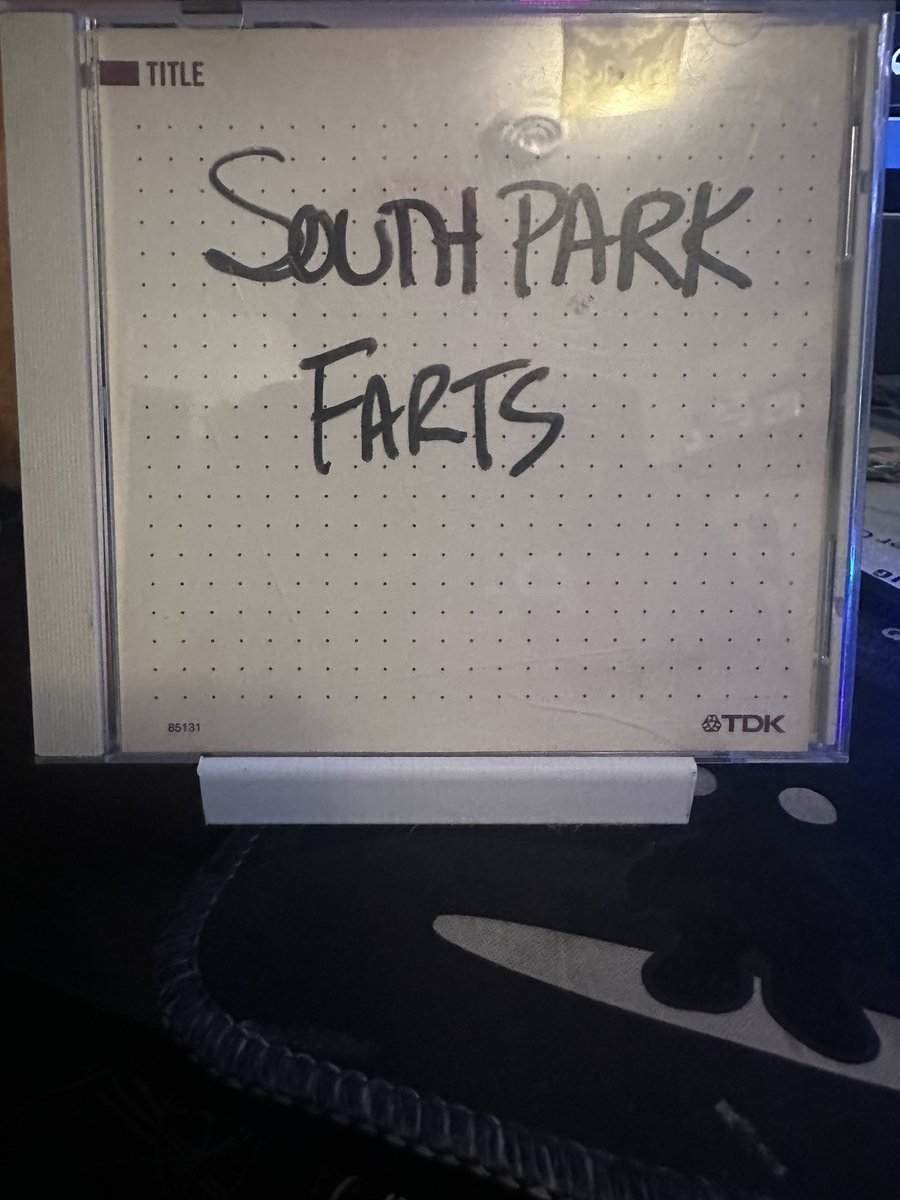 TITLE
SOUTH PARK
FARTS
85131
TDK